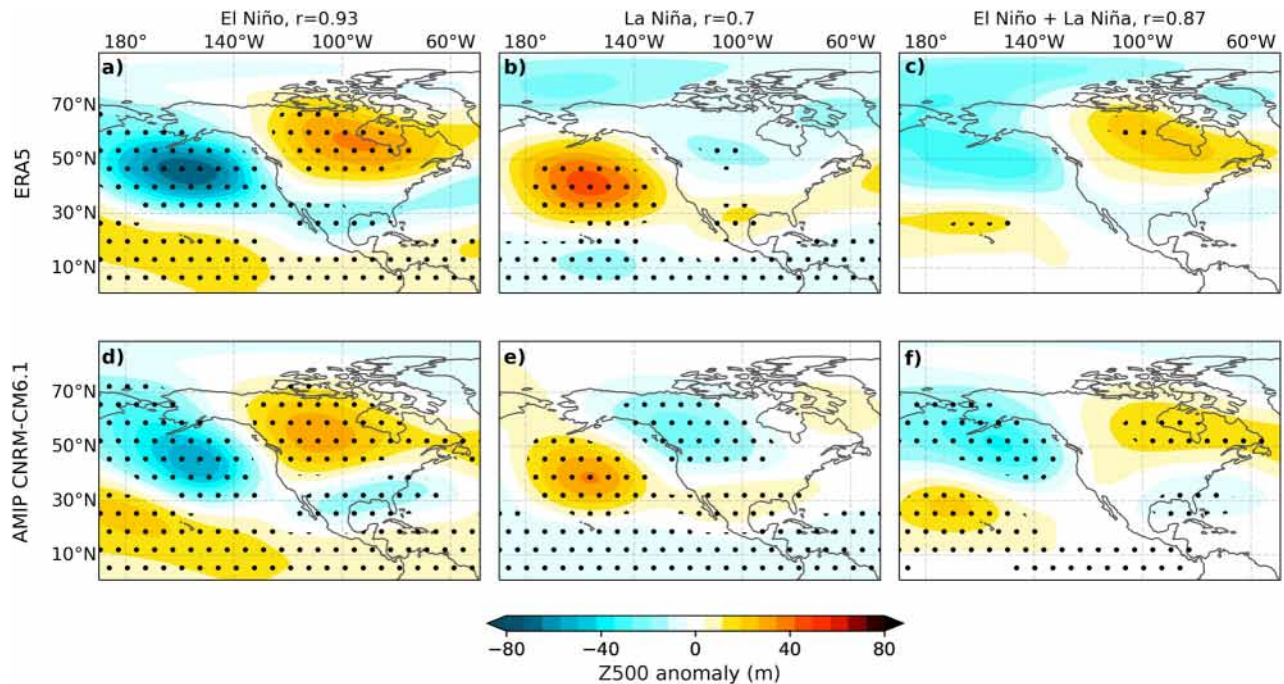 El Niño, r=0.93
La Niña, r=0.7
El Niño + La Niña, r=0.87
180° 140°W 100°W 60°W
180° 140°W 100°W 60°W
180° 140°W 100°W 60°W
a)
b)
c)
70°N
50°N
30°N
10°N
ERA5
d)
e)
f)
70°N
50°N
30°N
10°N
AMIP CNRM-CM6.1
−80 −40 0 40 80
Z500 anomaly (m)